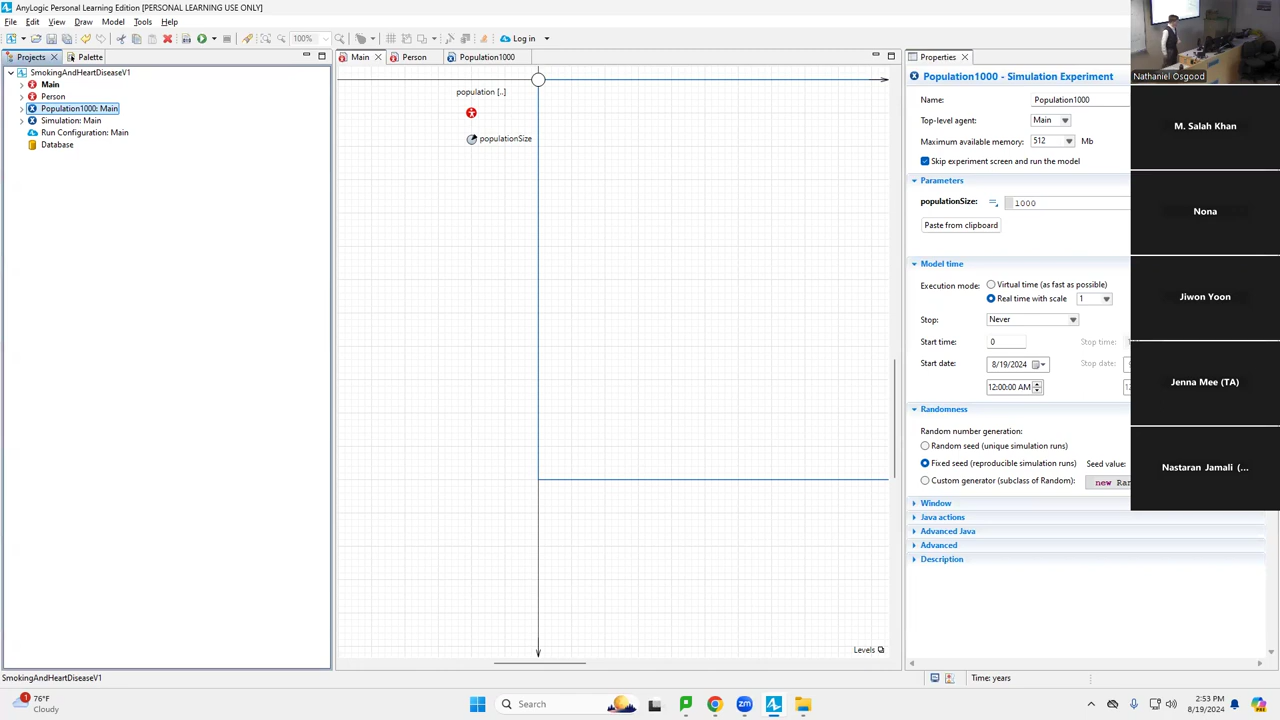 AnyLogic Personal Learning Edition [PERSONAL LEARNING USE ONLY]
File Edit View Draw Model Tools Help
100% Log in
Projects Palette
SmokingAndHeartDiseaseV1
Main
Person
Population1000: Main
Simulation: Main
Run Configuration: Main
Database
Main Person Population1000
population [..]
populationSize
Levels
Properties
Population1000 - Simulation Experiment
Name: Population1000
Top-level agent: Main
Maximum available memory: 512 Mb
Skip experiment screen and run the model
Parameters
populationSize: 1000
Paste from clipboard
Model time
Execution mode: Virtual time (as fast as possible)
Real time with scale 1
Stop: Never
Start time: 0 Stop time:
Start date: 8/19/2024 Stop date:
12:00:00 AM
Randomness
Random number generation:
Random seed (unique simulation runs)
Fixed seed (reproducible simulation runs) Seed value:
Custom generator (subclass of Random): new Ran
Window
Java actions
Advanced Java
Advanced
Description
Nathaniel Osgood
M. Salah Khan
Nona
Jiwon Yoon
Jenna Mee (TA)
Nastaran Jamali (...
SmokingAndHeartDiseaseV1
Time: years
1
76°F
Cloudy
Search
2:53 PM
8/19/2024